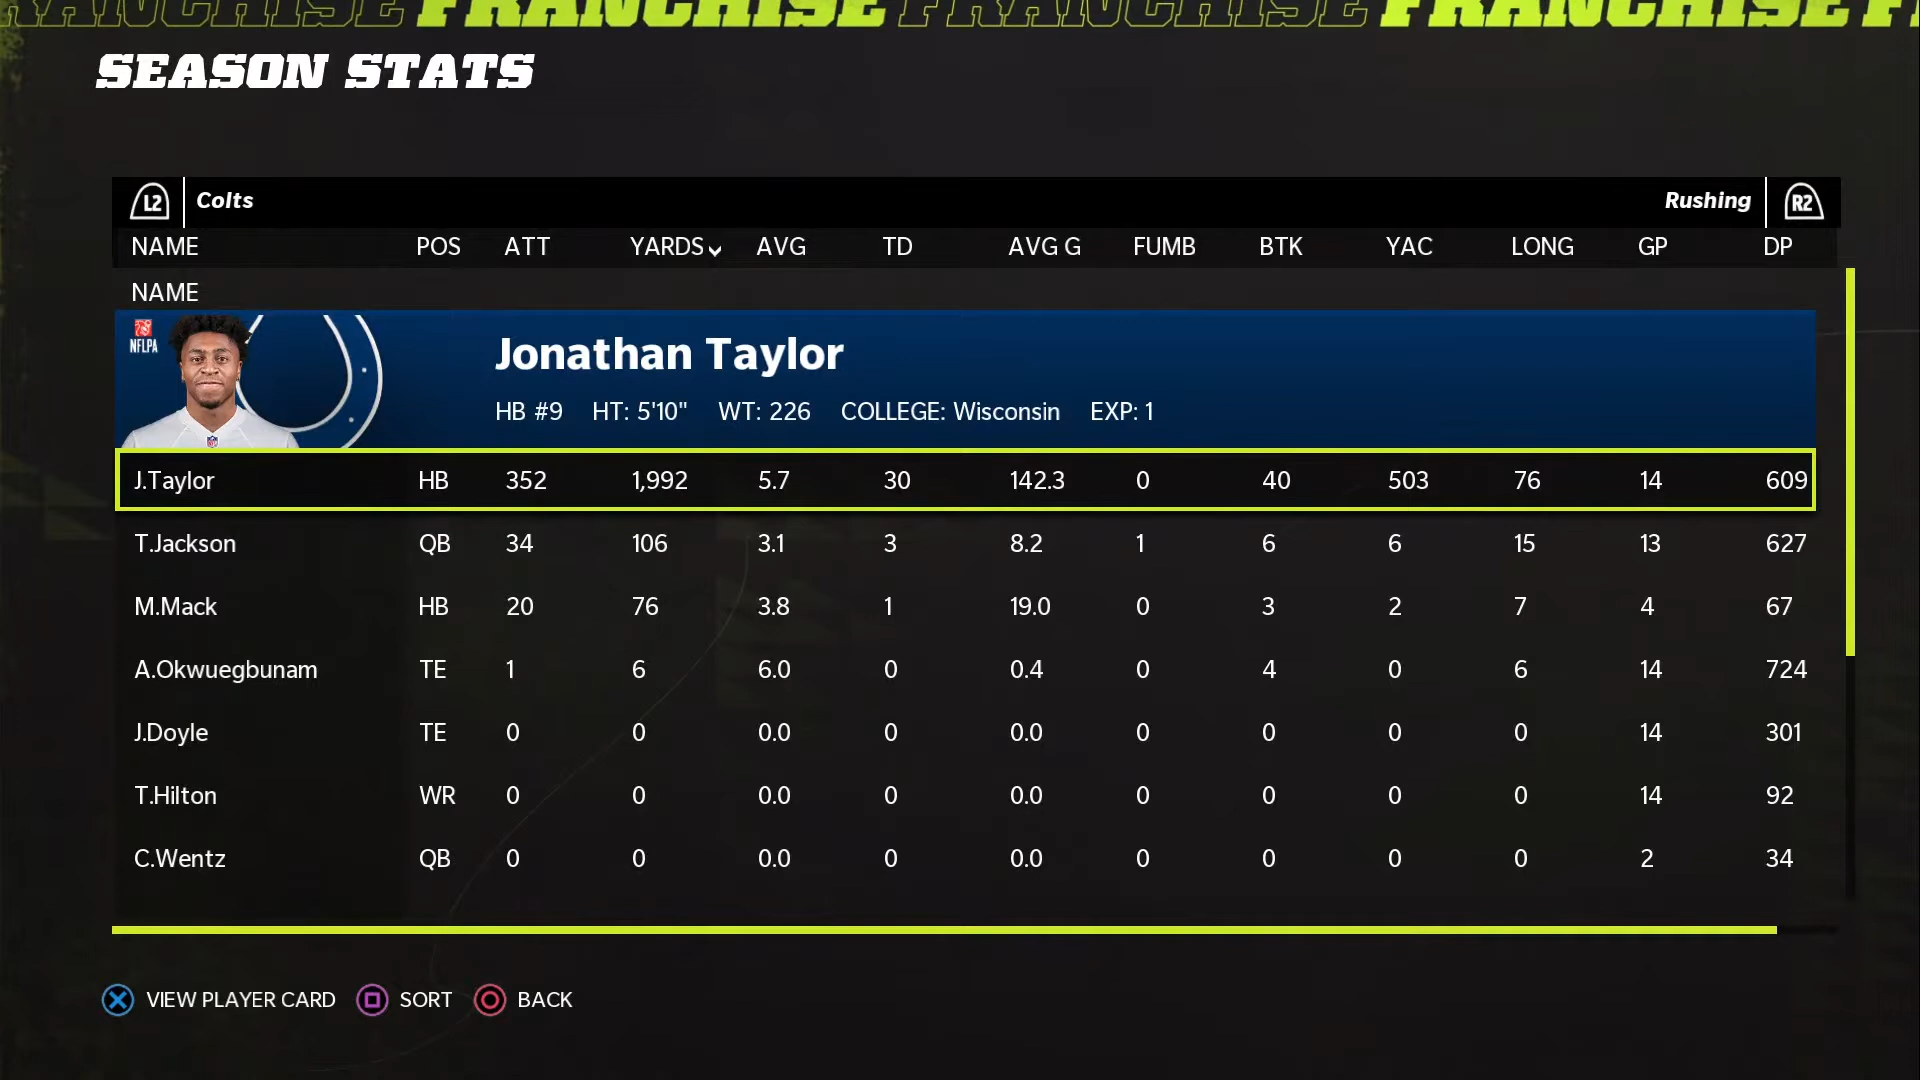 FRANCHISE FRANCHISE FRANCHISE FRANCHISE F
SEASON STATS
L2 Colts Rushing R2
NAME POS ATT YARDS AVG TD AVG G FUMB BTK YAC LONG GP DP
NAME
NFLPA
Jonathan Taylor
HB #9 HT: 5'10" WT: 226 COLLEGE: Wisconsin EXP: 1
J.Taylor HB 352 1,992 5.7 30 142.3 0 40 503 76 14 609
T.Jackson QB 34 106 3.1 3 8.2 1 6 6 15 13 627
M.Mack HB 20 76 3.8 1 19.0 0 3 2 7 4 67
A.Okwuegbunam TE 1 6 6.0 0 0.4 0 4 0 6 14 724
J.Doyle TE 0 0 0.0 0 0.0 0 0 0 0 14 301
T.Hilton WR 0 0 0.0 0 0.0 0 0 0 0 14 92
C.Wentz QB 0 0 0.0 0 0.0 0 0 0 0 2 34
VIEW PLAYER CARD SORT BACK